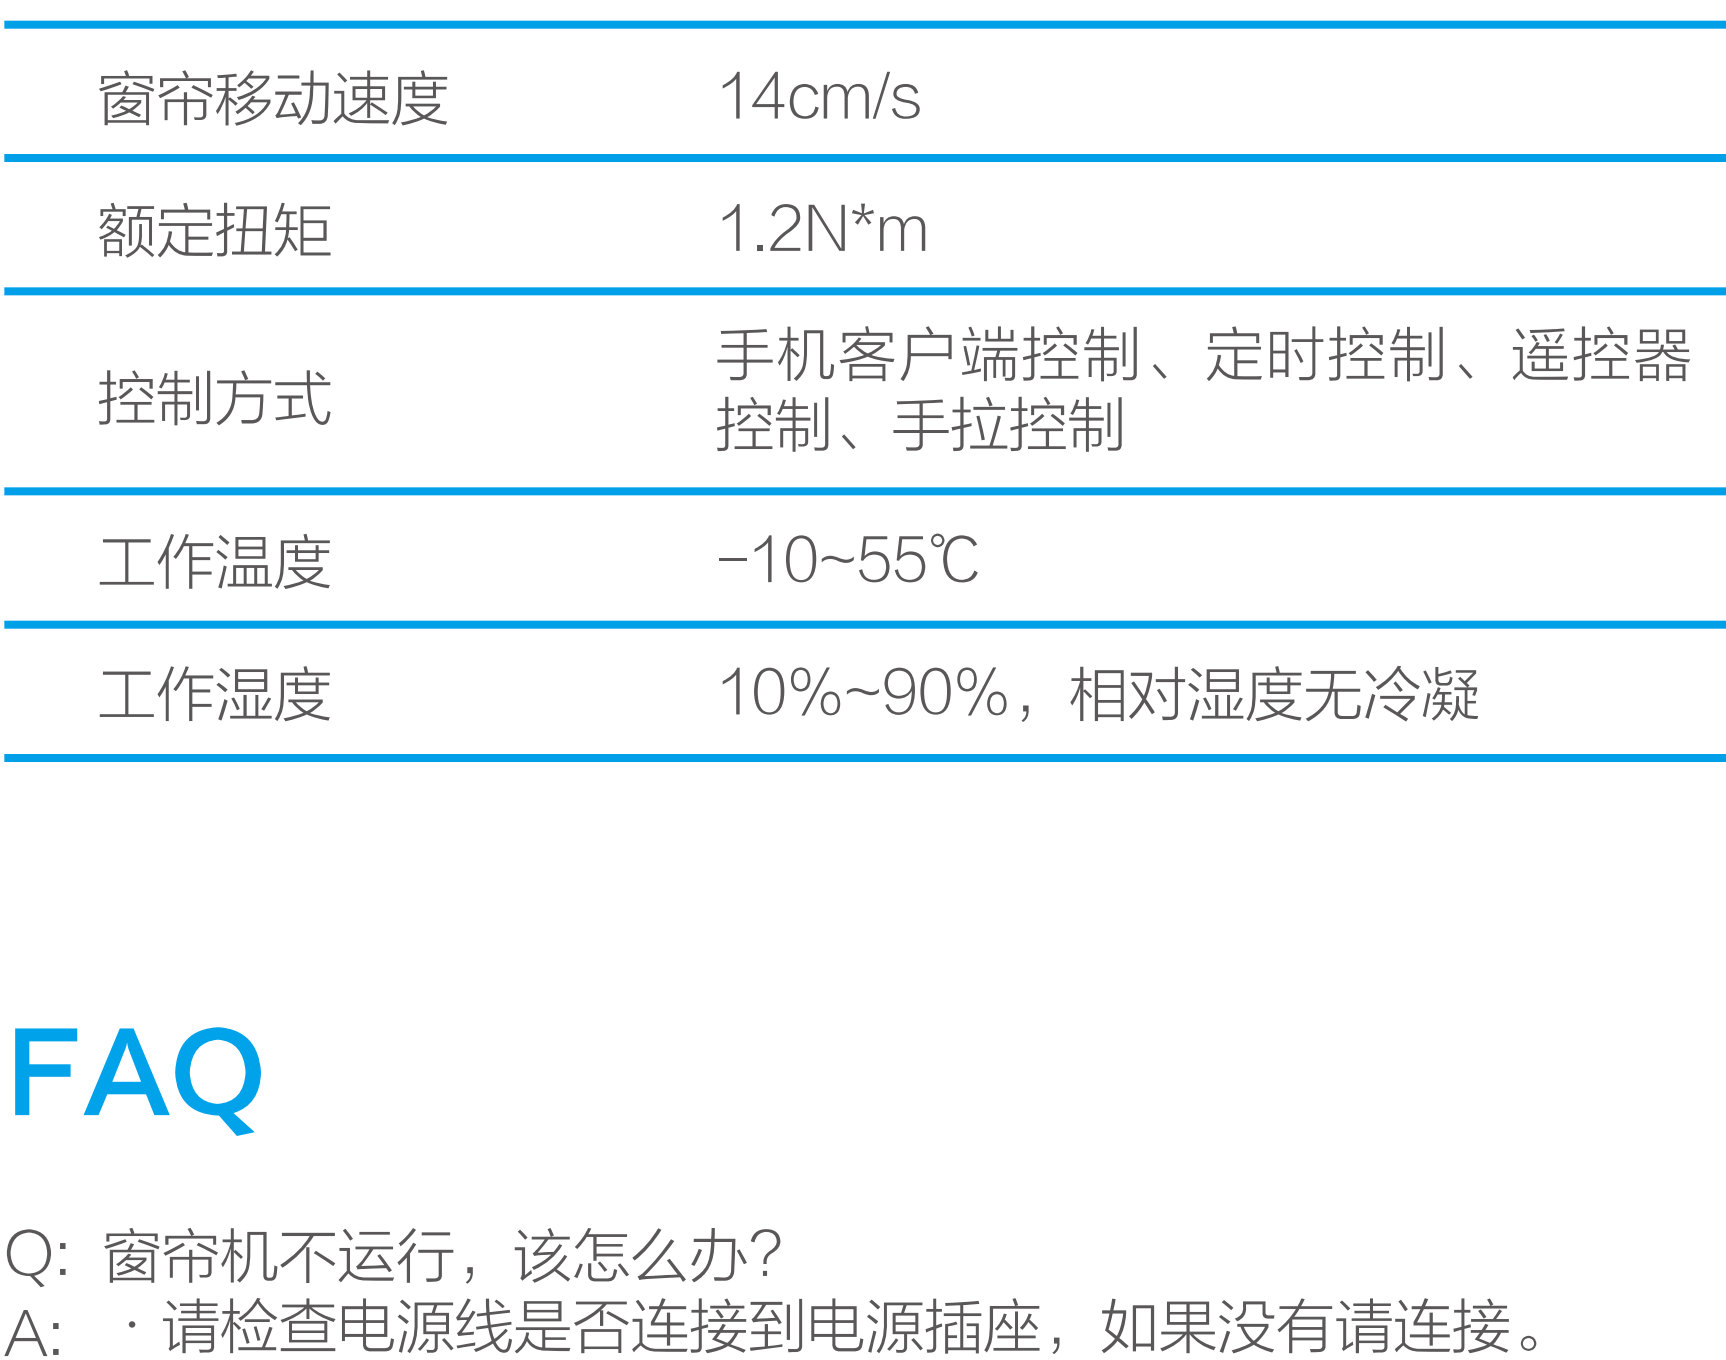 窗帘移动速度 14cm/s
额定扭矩 1.2N*m
控制方式 手机客户端控制、定时控制、遥控器
控制、手拉控制
工作温度 -10~55℃
工作湿度 10%~90%，相对湿度无冷凝
FAQ
Q: 窗帘机不运行，该怎么办?
A: · 请检查电源线是否连接到电源插座，如果没有请连接。